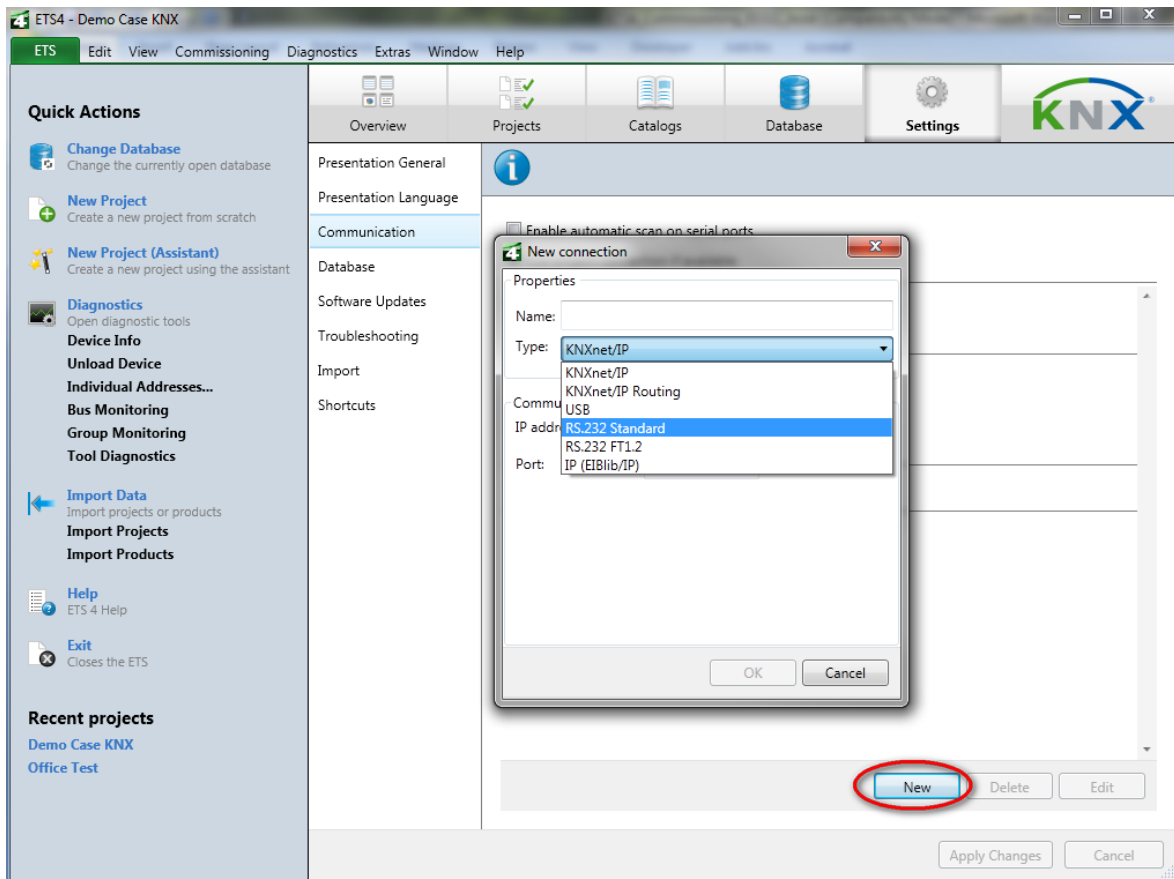 ETS4 - Demo Case KNX
ETS Edit View Commissioning Diagnostics Extras Window Help
Quick Actions
Change Database
Change the currently open database
New Project
Create a new project from scratch
New Project (Assistant)
Create a new project using the assistant
Diagnostics
Open diagnostic tools
Device Info
Unload Device
Individual Addresses...
Bus Monitoring
Group Monitoring
Tool Diagnostics
Import Data
Import projects or products
Import Projects
Import Products
Help
ETS 4 Help
Exit
Closes the ETS
Recent projects
Demo Case KNX
Office Test
Overview Projects Catalogs Database Settings KNX
Presentation General
Presentation Language
Communication
Database
Software Updates
Troubleshooting
Import
Shortcuts
Enable automatic scan on serial ports
New connection
Properties
Name:
Type: KNXnet/IP
KNXnet/IP
KNXnet/IP Routing
USB
RS.232 Standard
RS.232 FT1.2
IP (EIBlib/IP)
Commu
IP addr
Port:
OK Cancel
New Delete Edit
Apply Changes Cancel